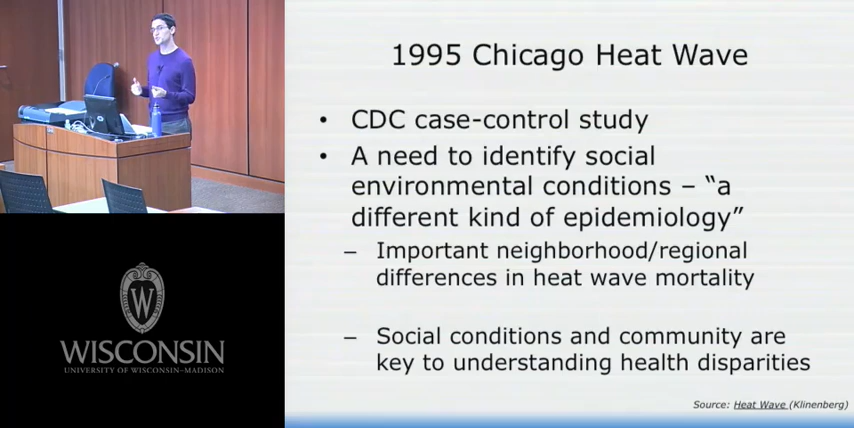 1995 Chicago Heat Wave
• CDC case-control study
• A need to identify social
environmental conditions – “a
different kind of epidemiology”
– Important neighborhood/regional
differences in heat wave mortality
– Social conditions and community are
key to understanding health disparities
Source: Heat Wave (Klinenberg)
W
WISCONSIN
UNIVERSITY OF WISCONSIN–MADISON